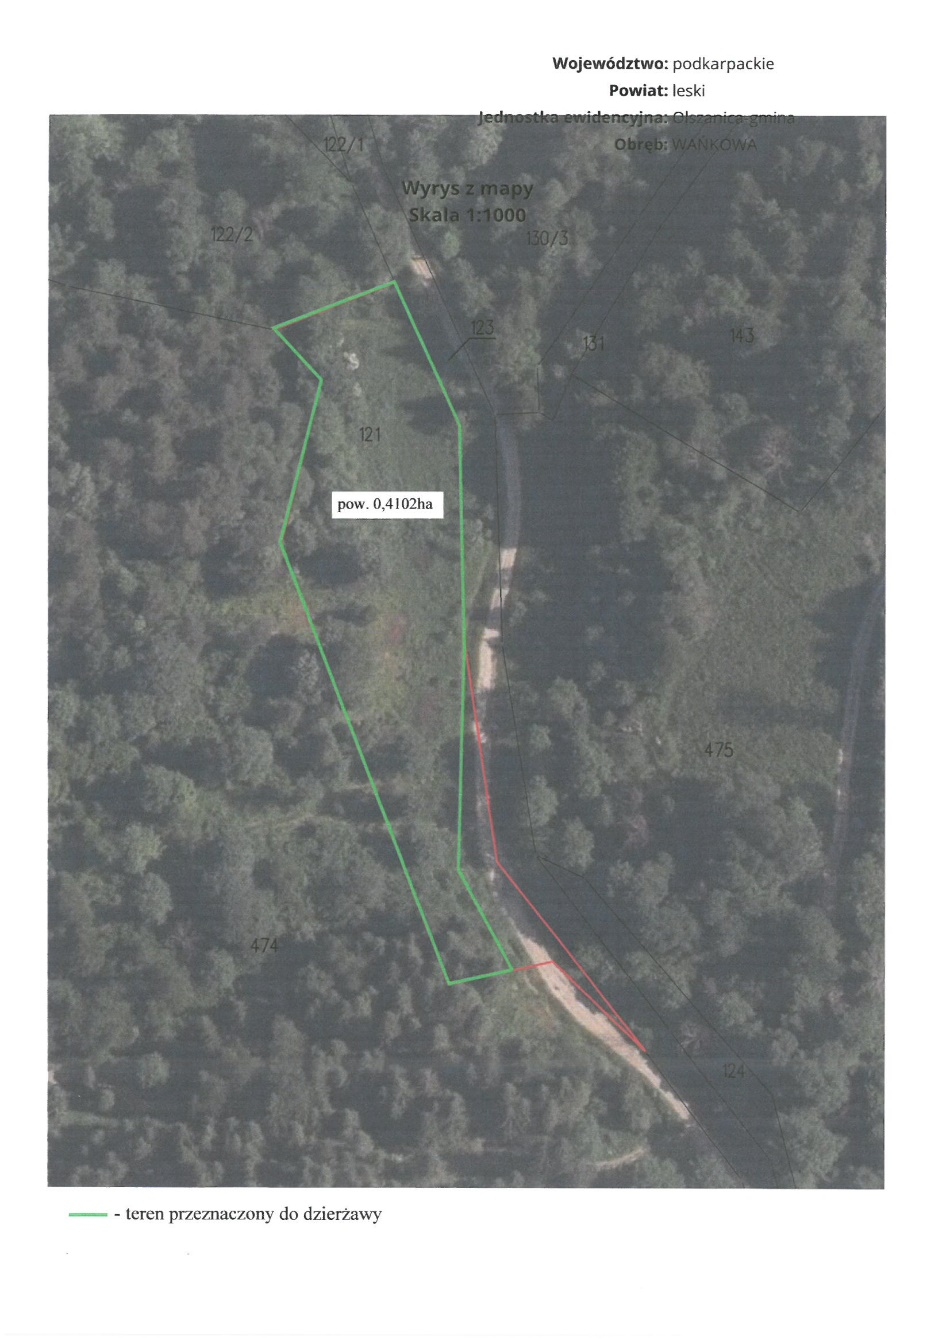 Województwo: podkarpackie
Powiat: leski
Jednostka ewidencyjna: Olszanica-gmina
Obręb: WAŃKOWA
122/1
Wyrys z mapy
Skala 1:1000
122/2
130/3
123
131
143
121
pow. 0,4102ha
475
474
124
- teren przeznaczony do dzierżawy